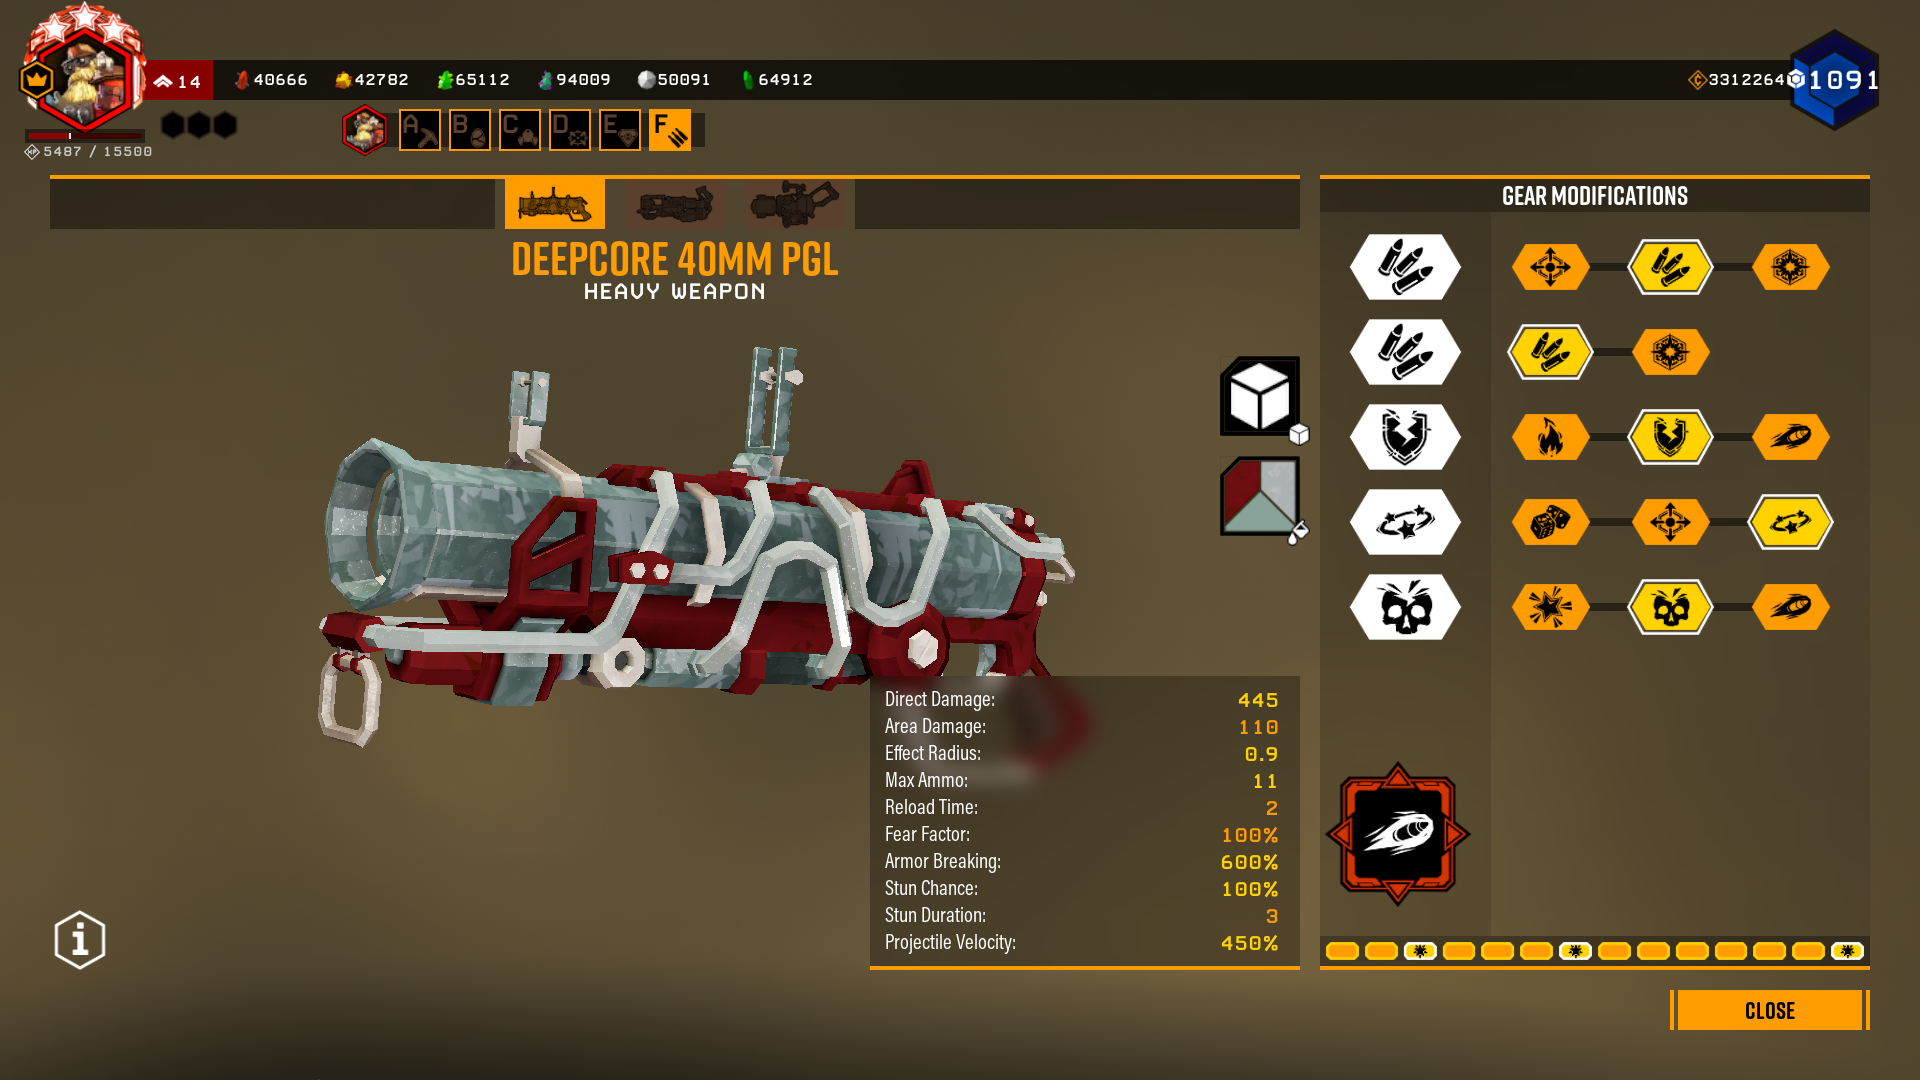 14
40666
42782
65112
94009
50091
64912
3312264
1091
5487 / 15500
A
B
C
D
E
F
GEAR MODIFICATIONS
DEEPCORE 40MM PGL
HEAVY WEAPON
Direct Damage: 445
Area Damage: 110
Effect Radius: 0.9
Max Ammo: 11
Reload Time: 2
Fear Factor: 100%
Armor Breaking: 600%
Stun Chance: 100%
Stun Duration: 3
Projectile Velocity: 450%
CLOSE